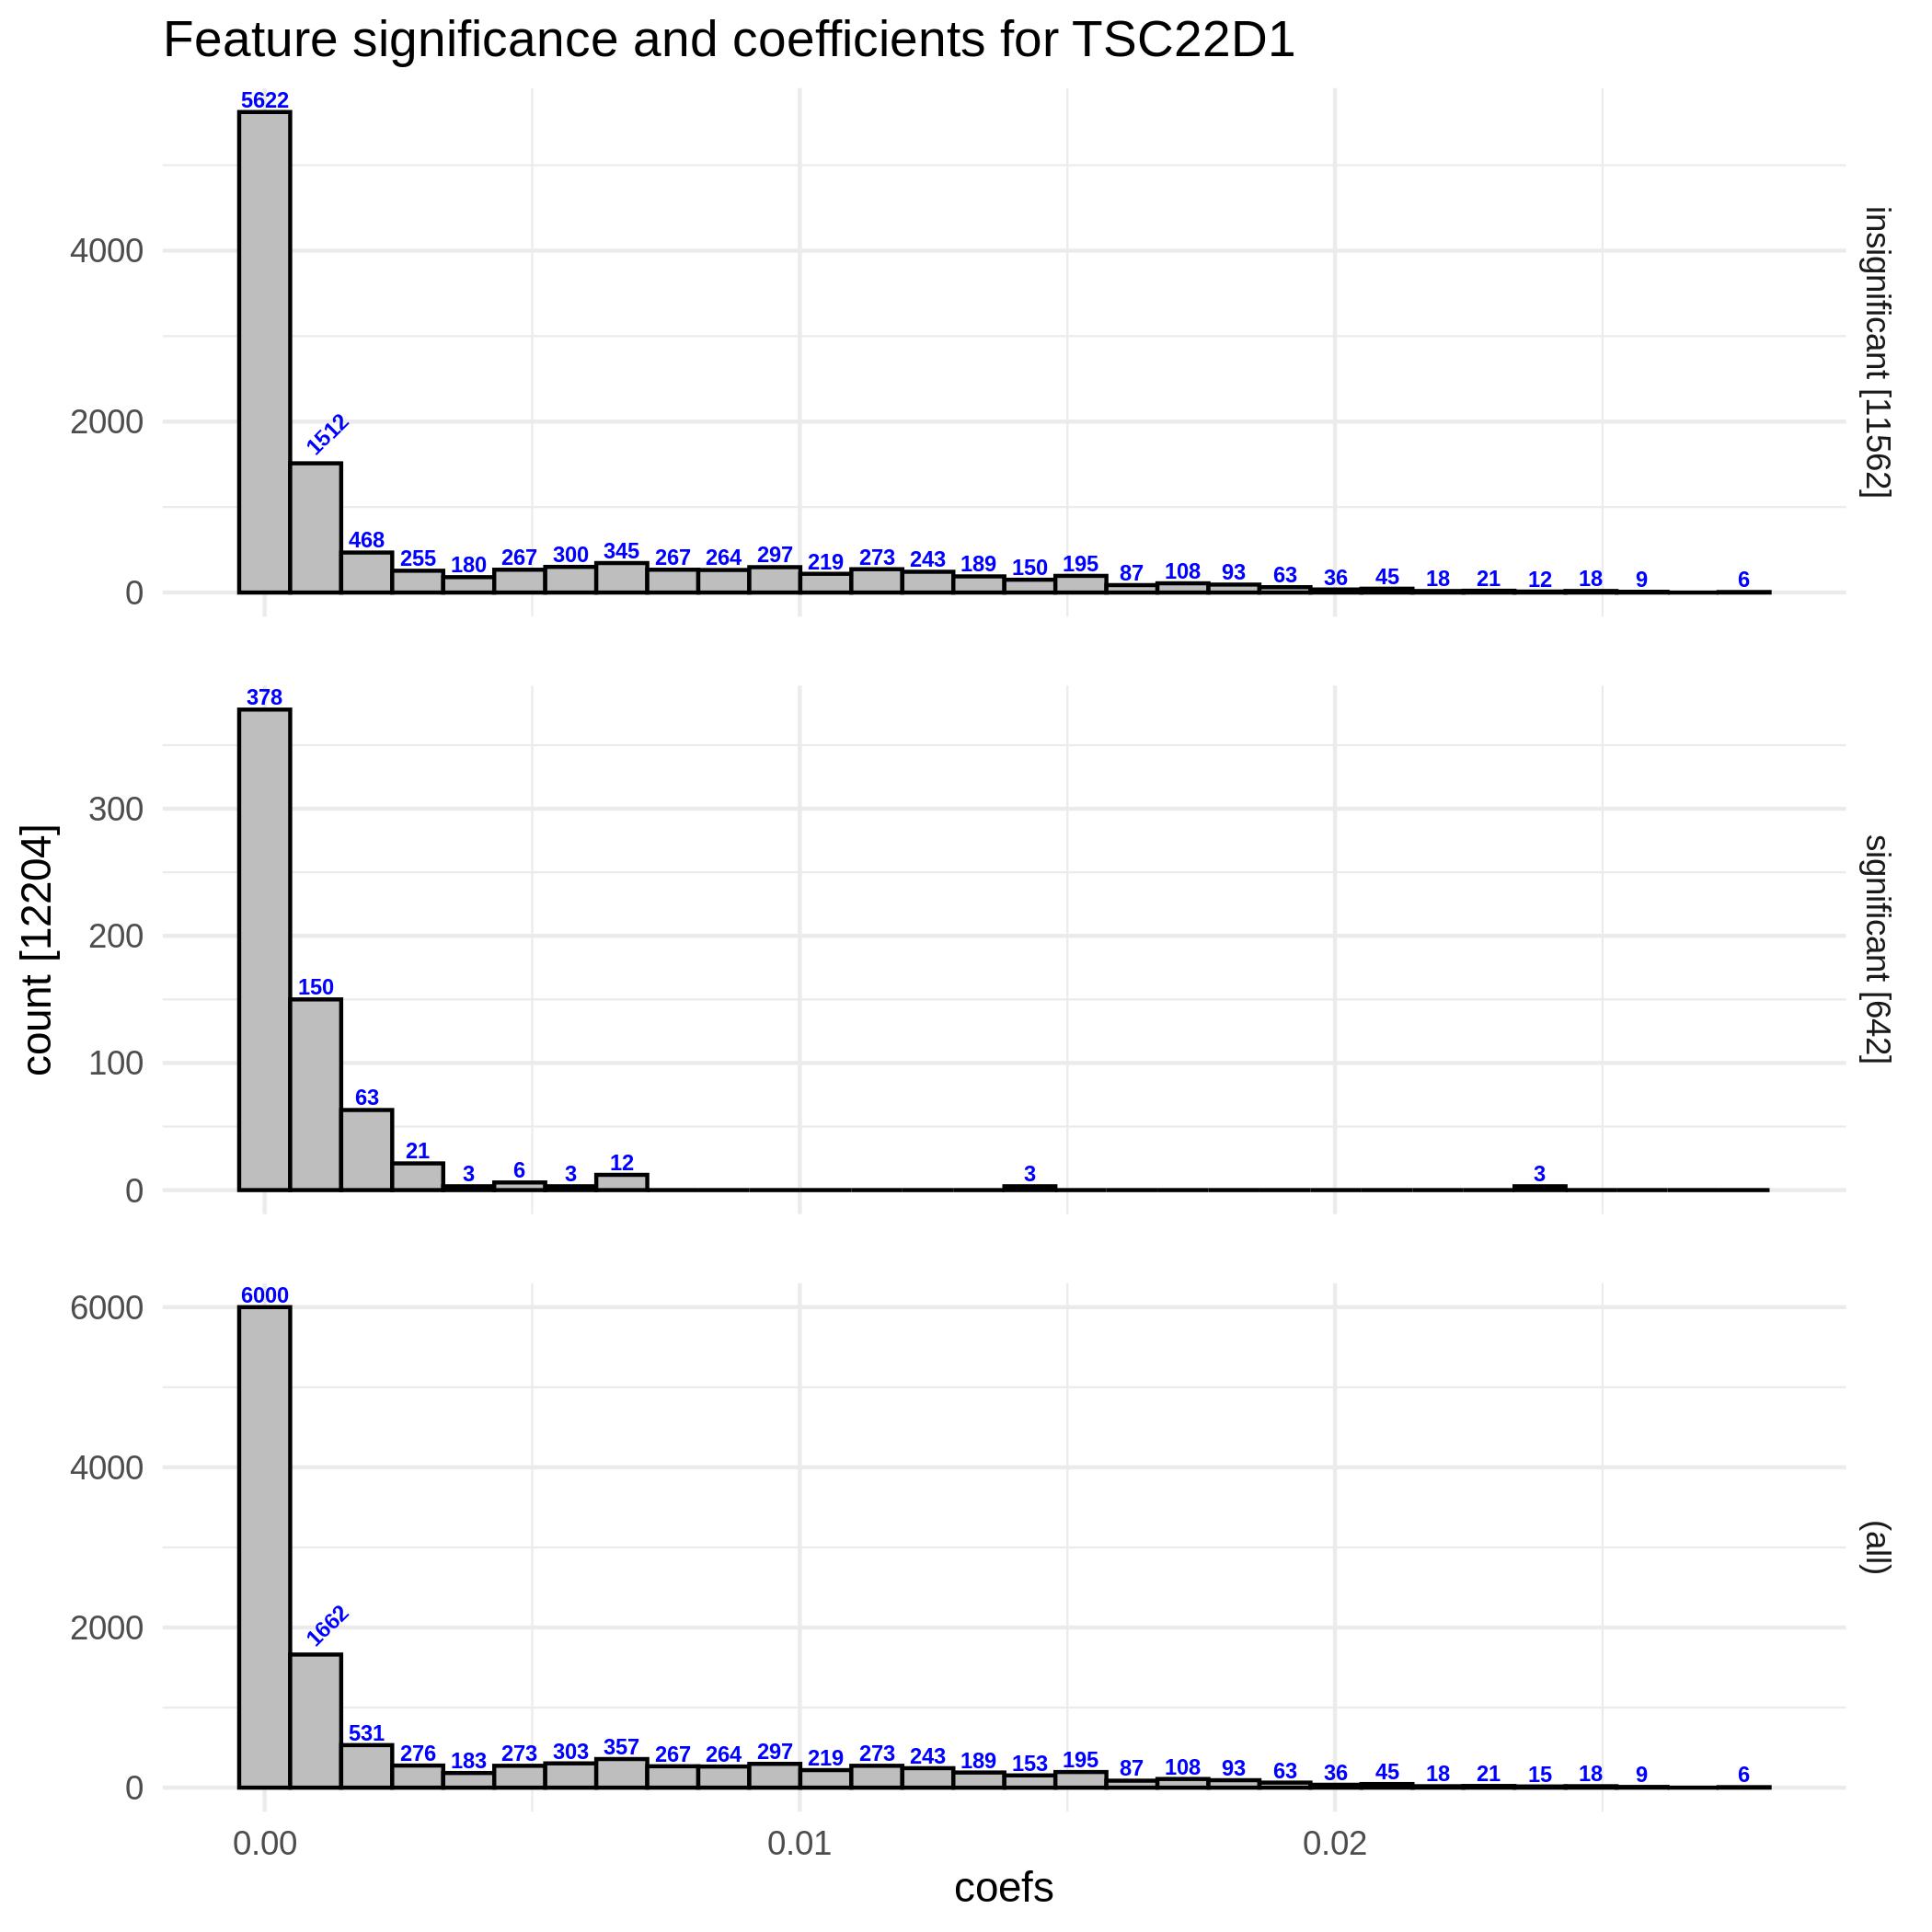 Feature significance and coefficients for TSC22D1
5622
1512
468 255 180 267 300 345 267 264 297 219 273 243 189 150 195 87 108 93 63 36 45 18 21 12 18 9 6
4000
2000
0
insignificant [11562]
378
150
63
21
3 6 3 12 3 3
300
200
100
0
significant [642]
count [12204]
6000
1662
531 276 183 273 303 357 267 264 297 219 273 243 189 153 195 87 108 93 63 36 45 18 21 15 18 9 6
6000
4000
2000
0
(all)
0.00 0.01 0.02
coefs